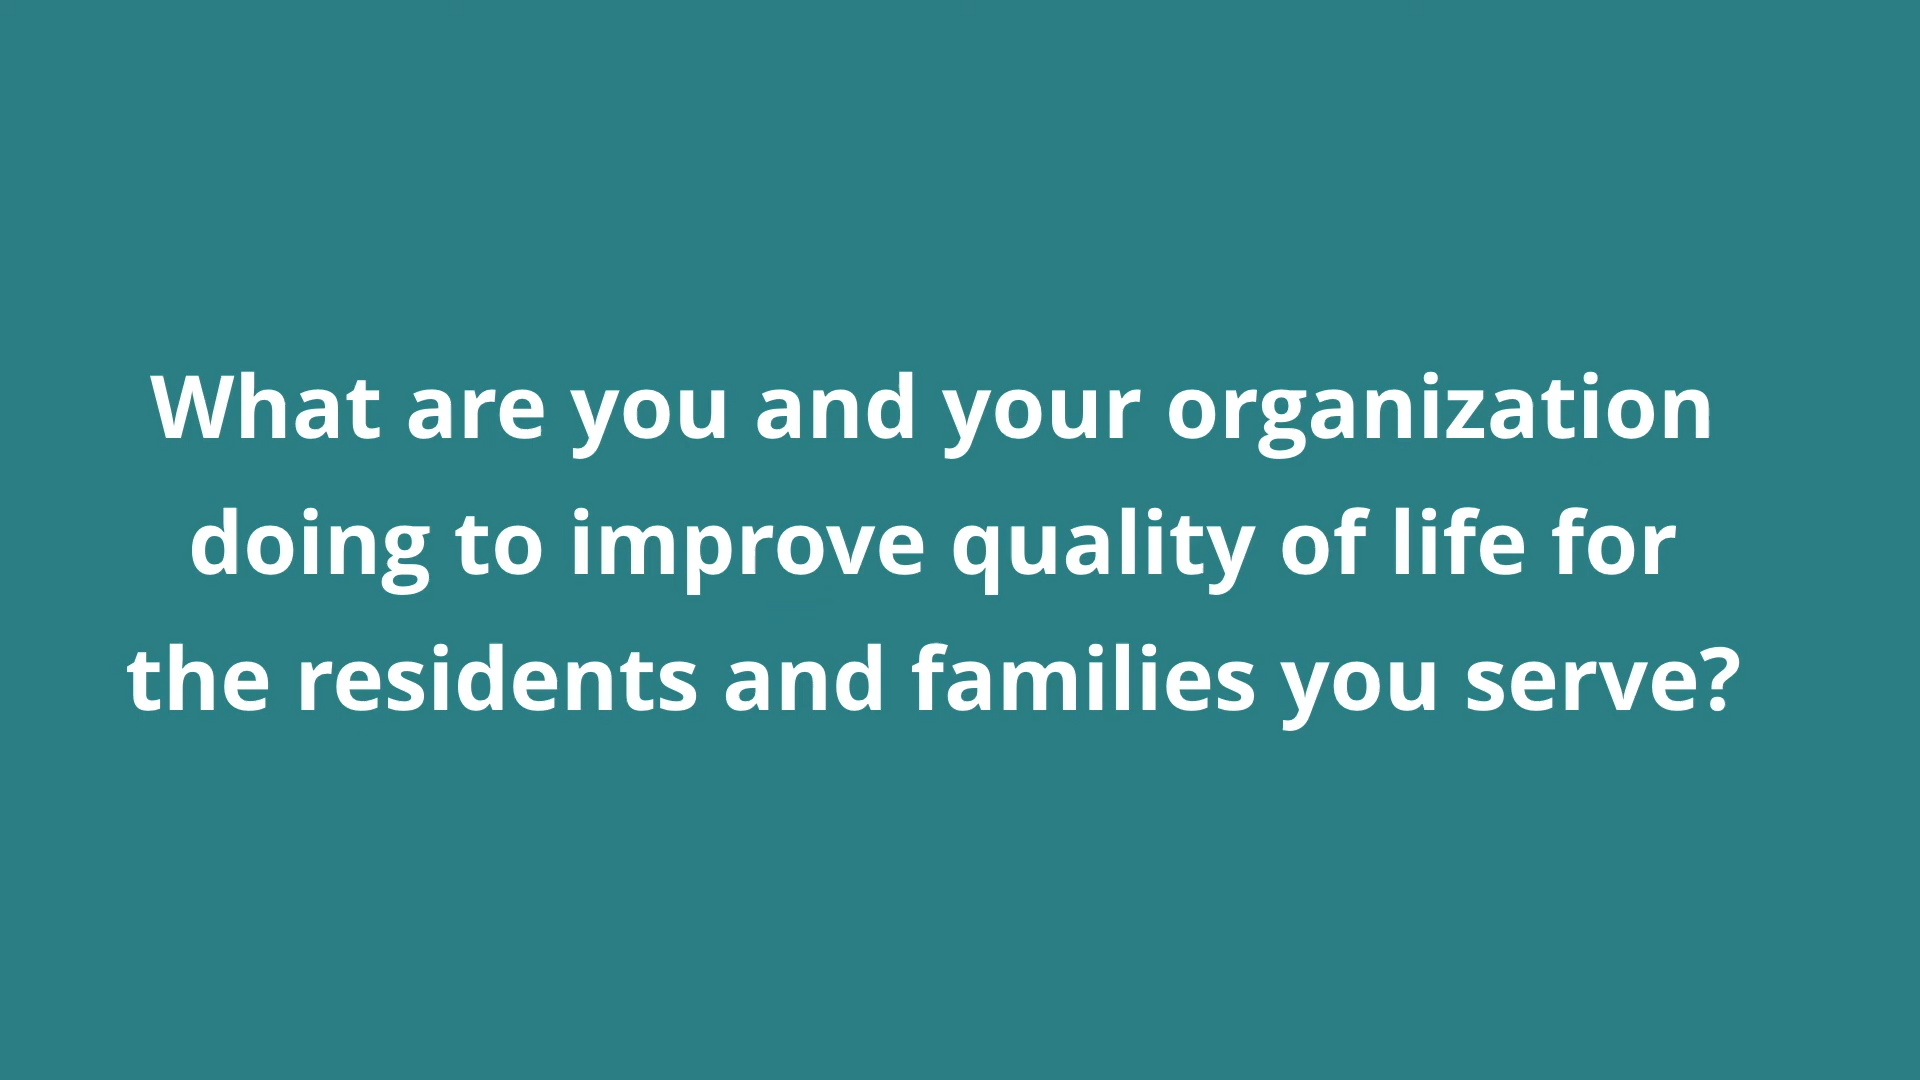 What are you and your organization
doing to improve quality of life for
the residents and families you serve?